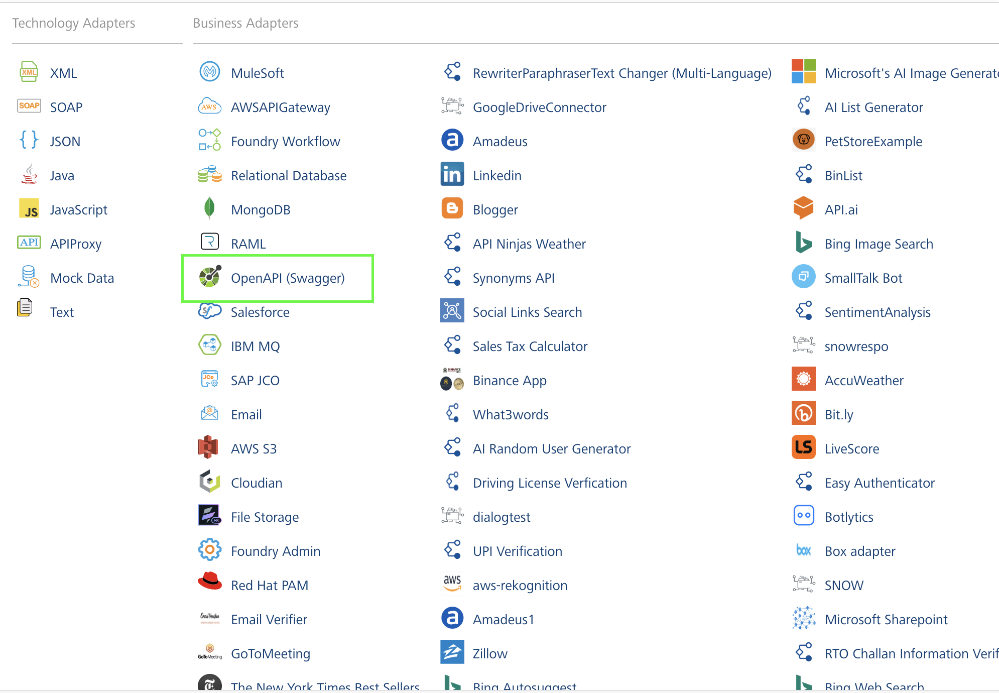 Technology Adapters
Business Adapters
XML
SOAP
JSON
Java
JavaScript
APIProxy
Mock Data
Text
MuleSoft
AWSAPIGateway
Foundry Workflow
Relational Database
MongoDB
RAML
OpenAPI (Swagger)
Salesforce
IBM MQ
SAP JCO
Email
AWS S3
Cloudian
File Storage
Foundry Admin
Red Hat PAM
Email Verifier
GoToMeeting
The New York Times Best Sellers
RewriterParaphraserText Changer (Multi-Language)
GoogleDriveConnector
Amadeus
Linkedin
Blogger
API Ninjas Weather
Synonyms API
Social Links Search
Sales Tax Calculator
Binance App
What3words
AI Random User Generator
Driving License Verfication
dialogtest
UPI Verification
aws-rekognition
Amadeus1
Zillow
Bing Autosuggest
Microsoft's AI Image Generato
AI List Generator
PetStoreExample
BinList
API.ai
Bing Image Search
SmallTalk Bot
SentimentAnalysis
snowrespo
AccuWeather
Bit.ly
LiveScore
Easy Authenticator
Botlytics
Box adapter
SNOW
Microsoft Sharepoint
RTO Challan Information Verif
Bing Web Search